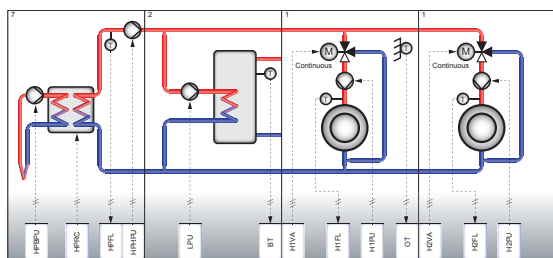 7
2
1
1
T
T
M
Continuous
T
T
M
Continuous
T
T
HPBPU
HPRC
HPFL
HPHPU
LPU
BT
H1VA
H1FL
H1PU
OT
H2VA
H2FL
H2PU